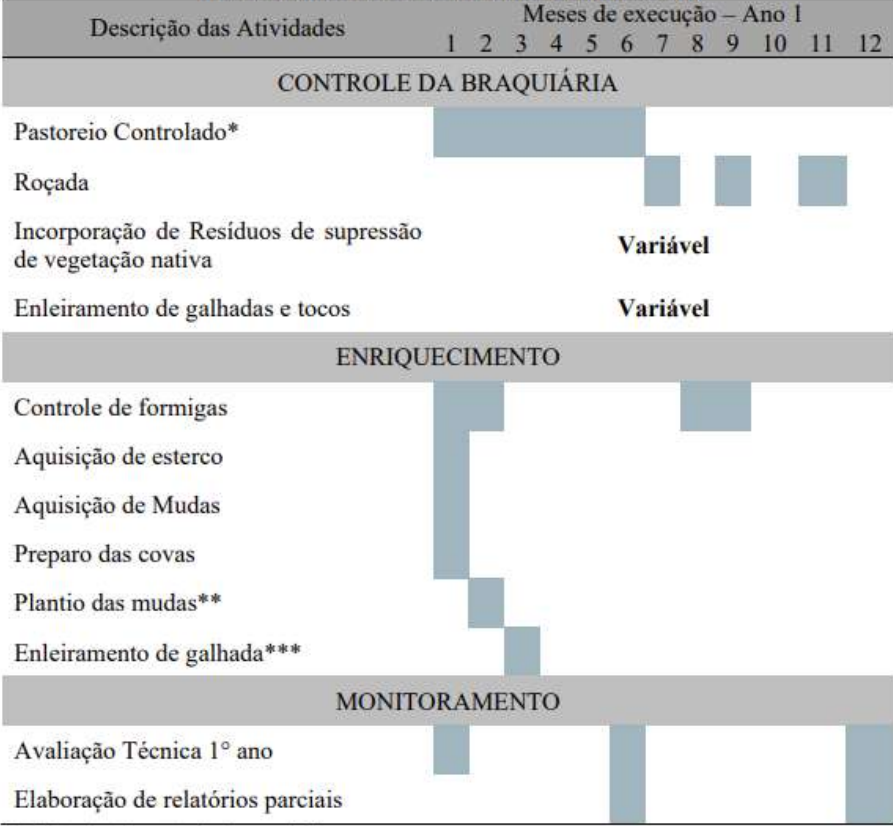 Descrição das Atividades
Meses de execução – Ano 1
1 2 3 4 5 6 7 8 9 10 11 12
CONTROLE DA BRAQUIÁRIA
Pastoreio Controlado*
Roçada
Incorporação de Resíduos de supressão
de vegetação nativa
Variável
Enleiramento de galhadas e tocos
Variável
ENRIQUECIMENTO
Controle de formigas
Aquisição de esterco
Aquisição de Mudas
Preparo das covas
Plantio das mudas**
Enleiramento de galhada***
MONITORAMENTO
Avaliação Técnica 1° ano
Elaboração de relatórios parciais